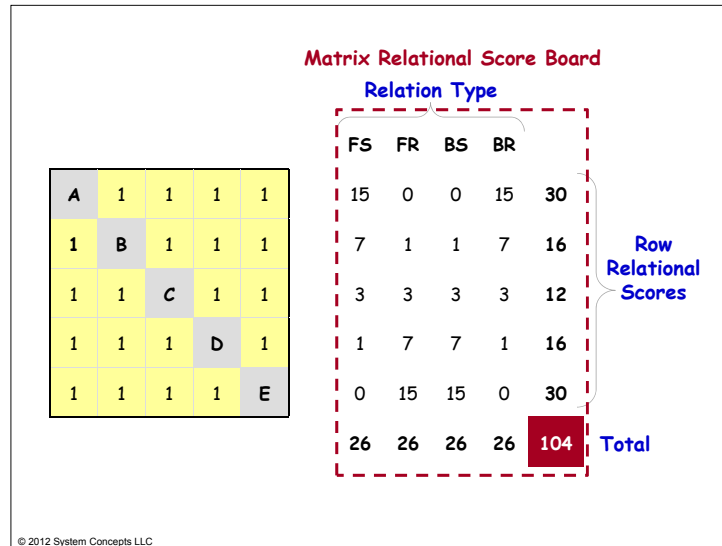 Matrix Relational Score Board
Relation Type
FS FR BS BR
A 1 1 1 1 15 0 0 15 30
1 B 1 1 1 7 1 1 7 16
1 1 C 1 1 3 3 3 3 12
1 1 1 D 1 1 7 7 1 16
1 1 1 1 E 0 15 15 0 30
Row
Relational
Scores
26 26 26 26 104 Total
© 2012 System Concepts LLC